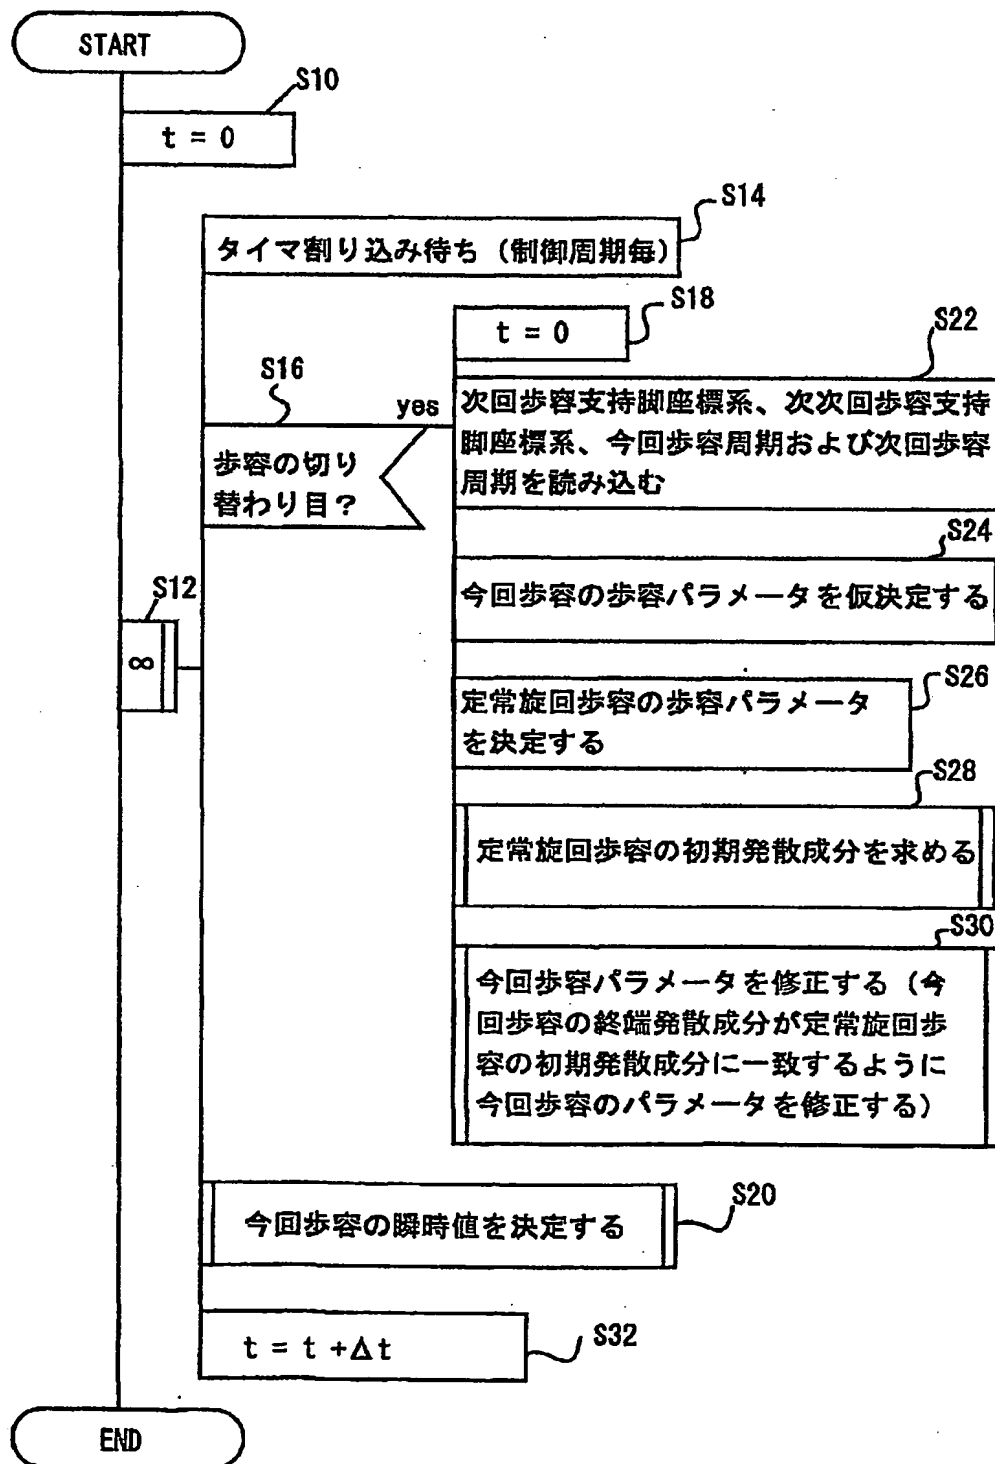 START
S10
t = 0
S14
タイマ割り込み待ち（制御周期毎）
S18
t = 0
S22
S16
yes
次回歩容支持脚座標系、次次回歩容支持
脚座標系、今回歩容周期および次回歩容
周期を読み込む
歩容の切り
替わり目？
S24
今回歩容の歩容パラメータを仮決定する
S12
∞
S26
定常旋回歩容の歩容パラメータ
を決定する
S28
定常旋回歩容の初期発散成分を求める
S30
今回歩容パラメータを修正する（今
回歩容の終端発散成分が定常旋回歩
容の初期発散成分に一致するように
今回歩容のパラメータを修正する）
S20
今回歩容の瞬時値を決定する
S32
t = t +Δt
END